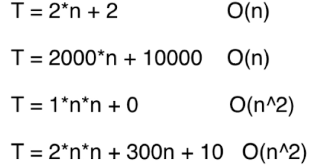 T = 2*n + 2 O(n)
T = 2000*n + 10000 O(n)
T = 1*n*n + 0 O(n^2)
T = 2*n*n + 300n + 10 O(n^2)